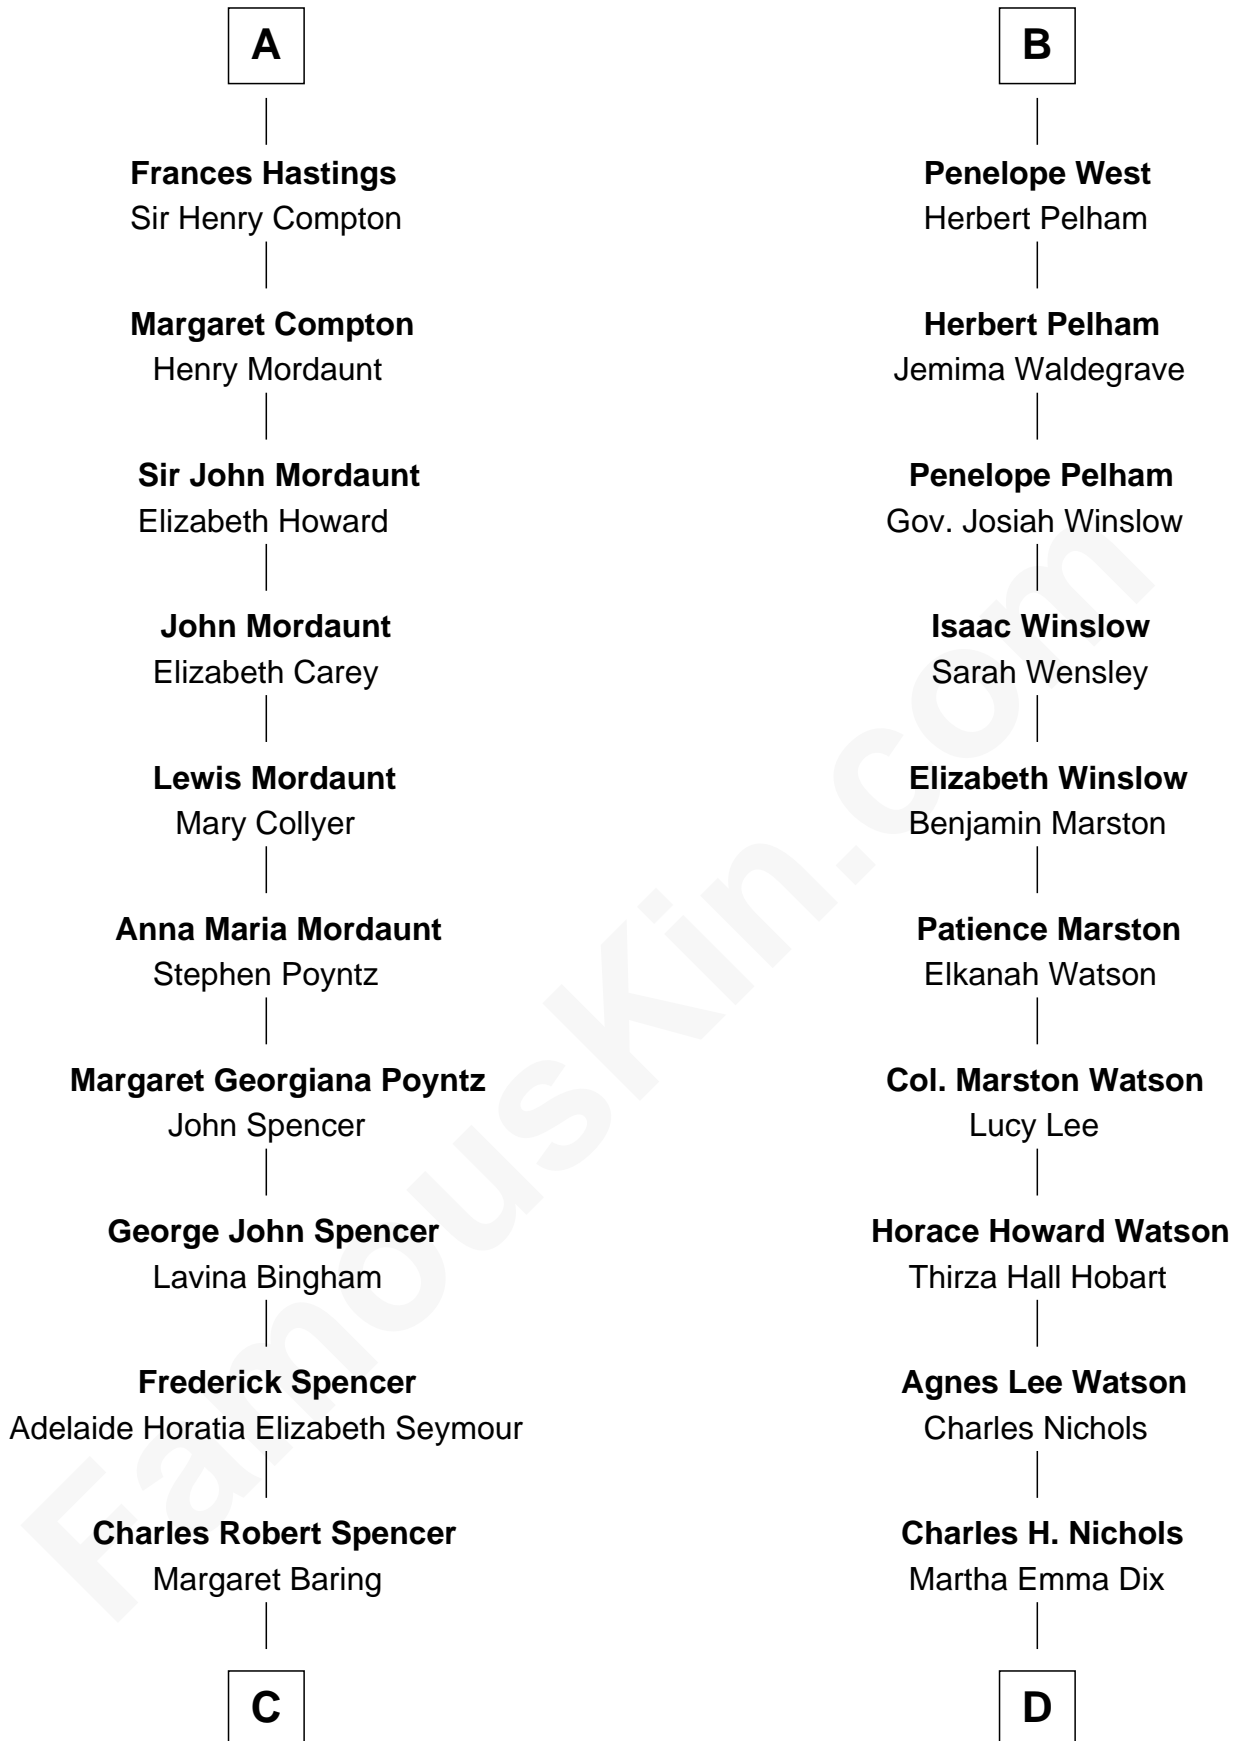 A
Frances Hastings
Sir Henry Compton
Margaret Compton
Henry Mordaunt
Sir John Mordaunt
Elizabeth Howard
John Mordaunt
Elizabeth Carey
Lewis Mordaunt
Mary Collyer
Anna Maria Mordaunt
Stephen Poyntz
Margaret Georgiana Poyntz
John Spencer
George John Spencer
Lavina Bingham
Frederick Spencer
Adelaide Horatia Elizabeth Seymour
Charles Robert Spencer
Margaret Baring
C
B
Penelope West
Herbert Pelham
Herbert Pelham
Jemima Waldegrave
Penelope Pelham
Gov. Josiah Winslow
Isaac Winslow
Sarah Wensley
Elizabeth Winslow
Benjamin Marston
Patience Marston
Elkanah Watson
Col. Marston Watson
Lucy Lee
Horace Howard Watson
Thirza Hall Hobart
Agnes Lee Watson
Charles Nichols
Charles H. Nichols
Martha Emma Dix
D
FamousKin.com